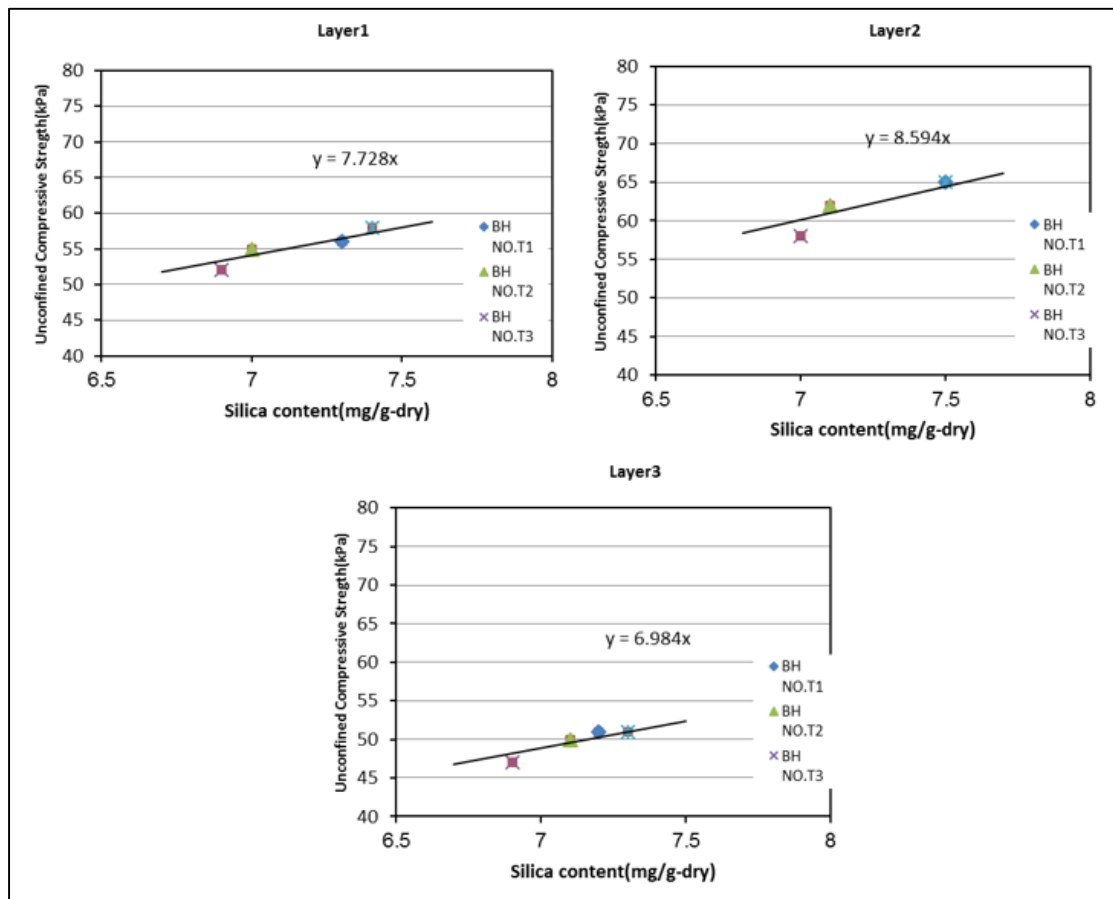 Layer1
Unconfined Compressive Stregth(kPa)
80
75
70
65
60
55
50
45
40
y = 7.728x
BH
NO.T1
BH
NO.T2
BH
NO.T3
6.5
7
7.5
8
Silica content(mg/g-dry)
Layer2
Unconfined Compressive Stregth(kPa)
80
75
70
65
60
55
50
45
40
y = 8.594x
BH
NO.T1
BH
NO.T2
BH
NO.T3
6.5
7
7.5
8
Silica content(mg/g-dry)
Layer3
Unconfined Compressive Stregth(kPa)
80
75
70
65
60
55
50
45
40
y = 6.984x
BH
NO.T1
BH
NO.T2
BH
NO.T3
6.5
7
7.5
8
Silica content(mg/g-dry)